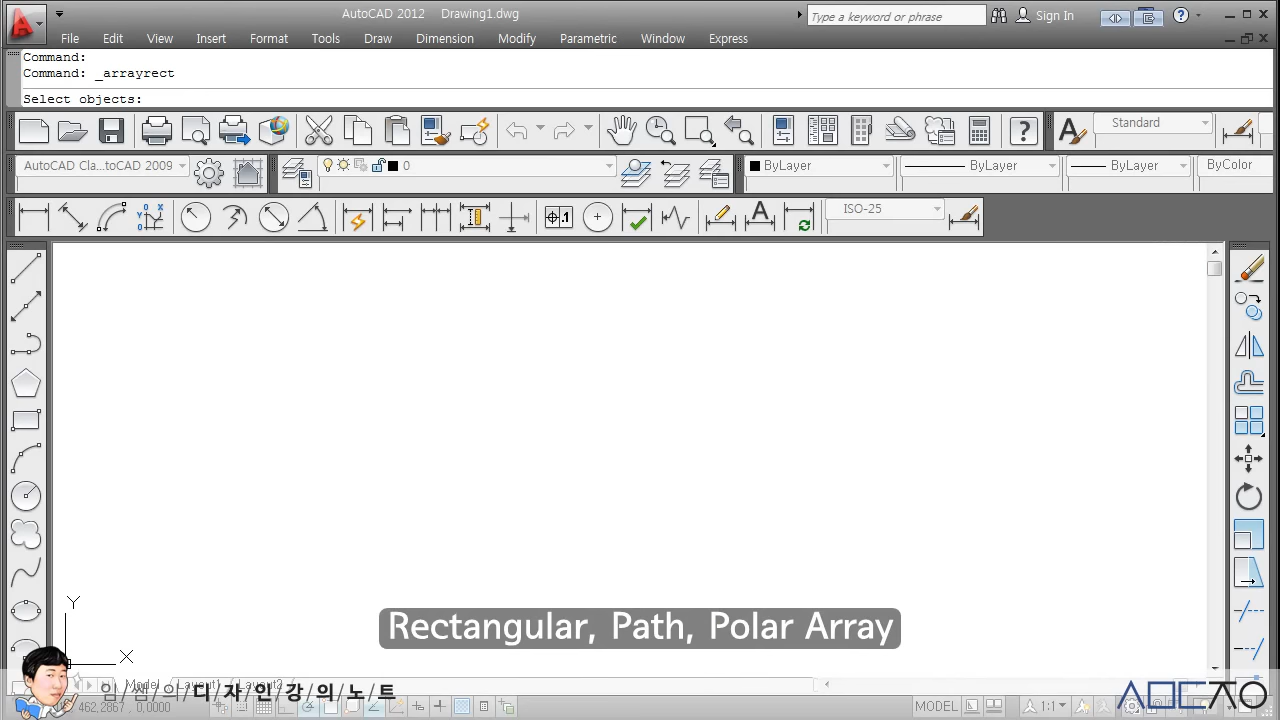 AutoCAD 2012 Drawing1.dwg
Type a keyword or phrase
Sign In
File Edit View Insert Format Tools Draw Dimension Modify Parametric Window Express
Command:
Command: _arrayrect
Select objects:
Standard
AutoCAD Cla...toCAD 2009
0
ByLayer
ByLayer
ByLayer
ByColor
ISO-25
Y
Rectangular, Path, Polar Array
X
Model Layout1 Layout2
임/쌤/의/디/자/인/강/의/노/트
462.2867, 0,0000
MODEL
1:1